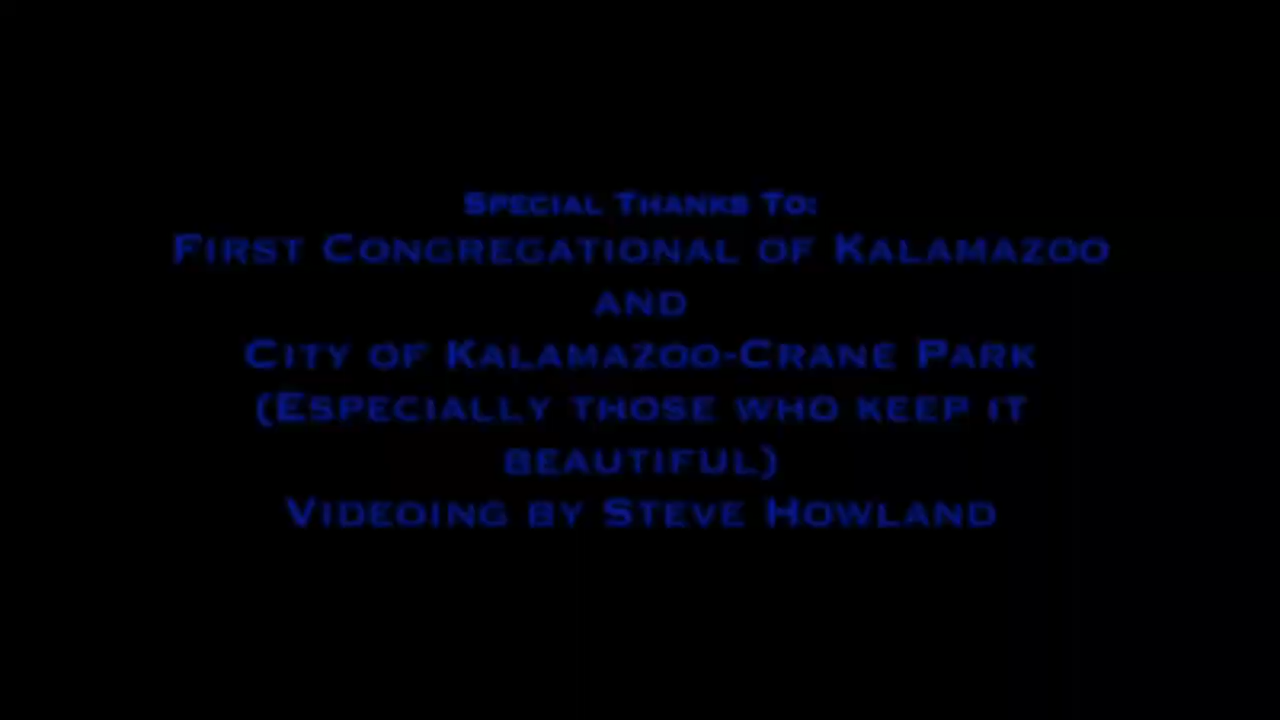 Special Thanks To:
First Congregational of Kalamazoo
and
City of Kalamazoo-Crane Park
(Especially those who keep it
beautiful)
Videoing by Steve Howland